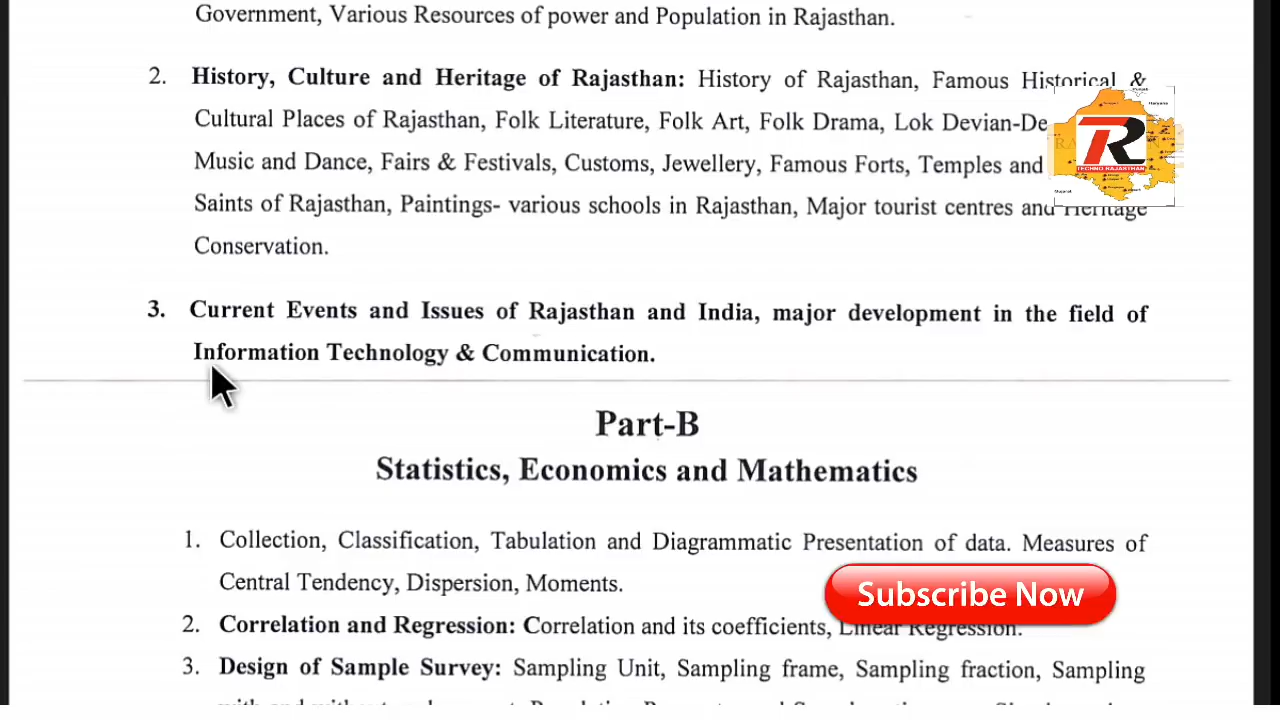 Government, Various Resources of power and Population in Rajasthan.
2. History, Culture and Heritage of Rajasthan: History of Rajasthan, Famous Historical &
Cultural Places of Rajasthan, Folk Literature, Folk Art, Folk Drama, Lok Devian-De
Music and Dance, Fairs & Festivals, Customs, Jewellery, Famous Forts, Temples and
Saints of Rajasthan, Paintings- various schools in Rajasthan, Major tourist centres and Heritage
Conservation.
TR
TECHNO RAJASTHAN
3. Current Events and Issues of Rajasthan and India, major development in the field of
Information Technology & Communication.
Part-B
Statistics, Economics and Mathematics
1. Collection, Classification, Tabulation and Diagrammatic Presentation of data. Measures of
Central Tendency, Dispersion, Moments.
Subscribe Now
2. Correlation and Regression: Correlation and its coefficients, Linear Regression.
3. Design of Sample Survey: Sampling Unit, Sampling frame, Sampling fraction, Sampling